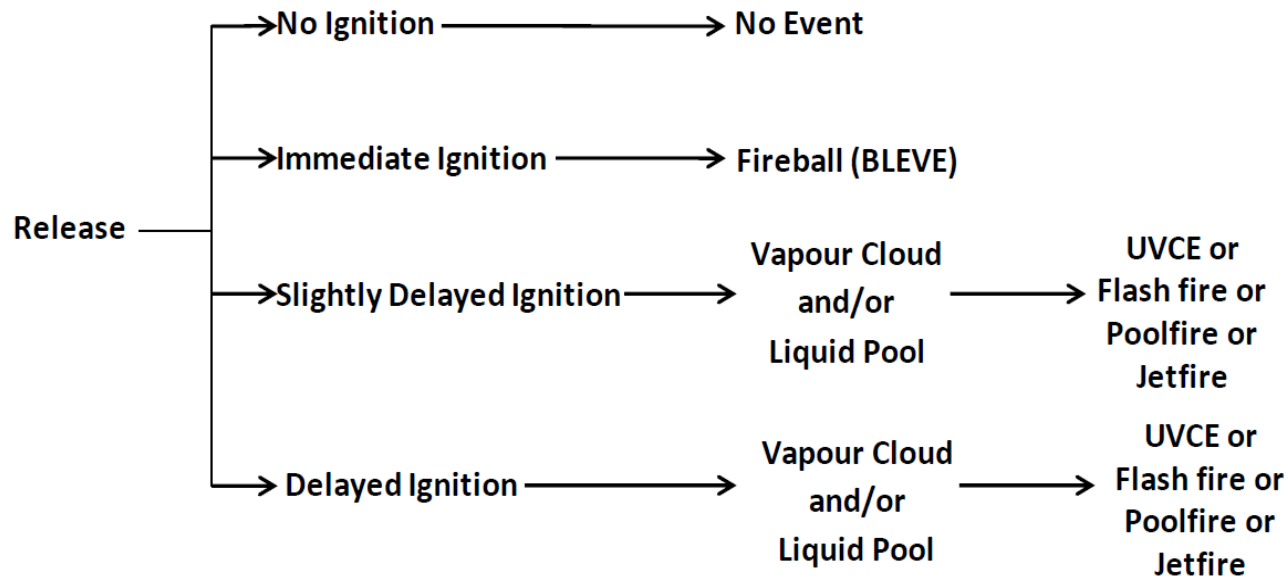 No Ignition
No Event
Immediate Ignition
Fireball (BLEVE)
Release
Slightly Delayed Ignition
Vapour Cloud
and/or
Liquid Pool
UVCE or
Flash fire or
Poolfire or
Jetfire
Delayed Ignition
Vapour Cloud
and/or
Liquid Pool
UVCE or
Flash fire or
Poolfire or
Jetfire